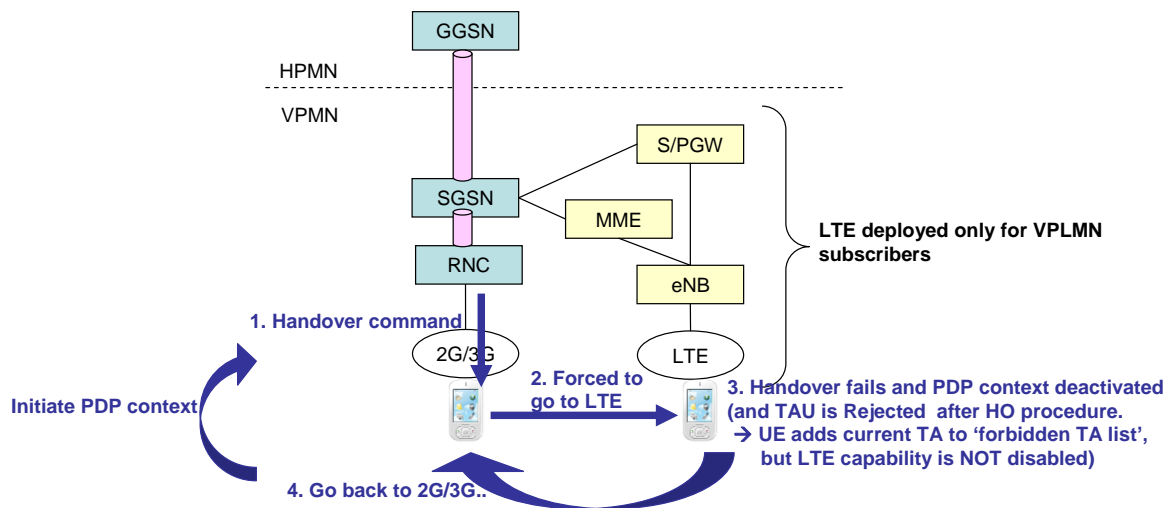 GGSN
HPMN
VPMN
S/PGW
SGSN
MME
LTE deployed only for VPLMN
subscribers
RNC
eNB
1. Handover command
2G/3G
LTE
2. Forced to
go to LTE
3. Handover fails and PDP context deactivated
(and TAU is Rejected after HO procedure.
→ UE adds current TA to ‘forbidden TA list’,
but LTE capability is NOT disabled)
Initiate PDP context
4. Go back to 2G/3G..